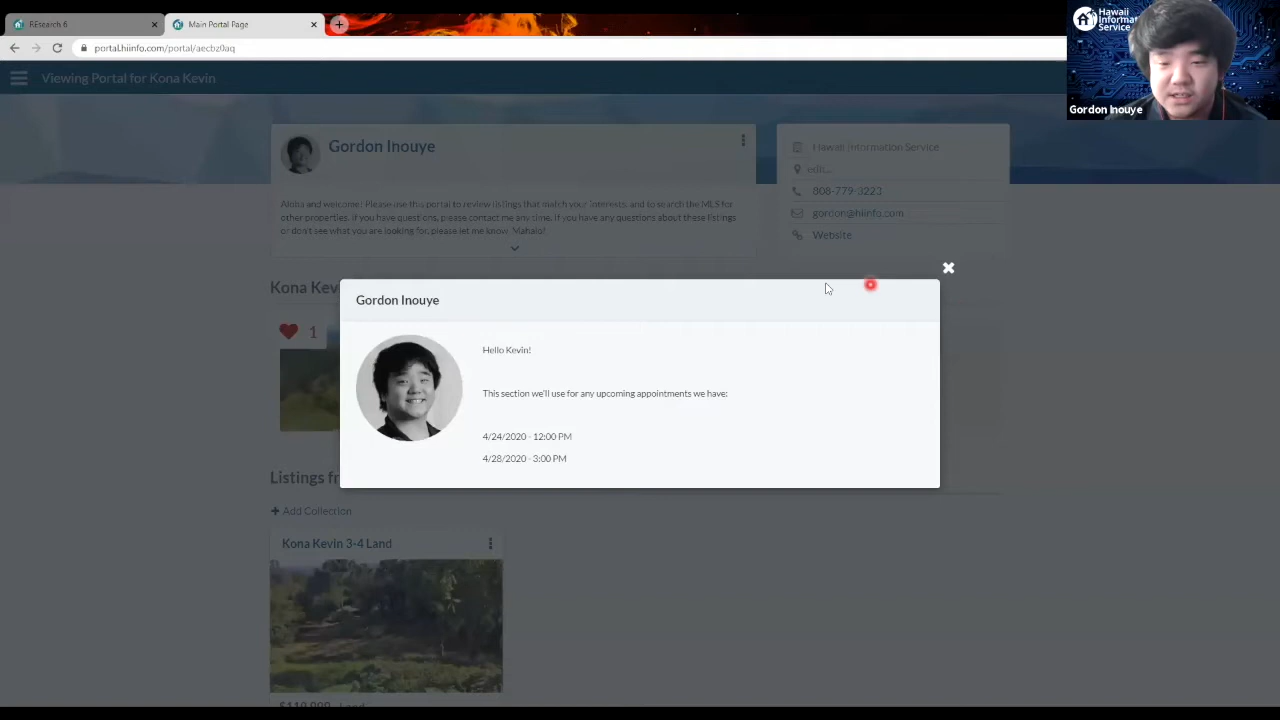 REsearch 6
Main Portal Page
portal.hiinfo.com/portal/aecbz0aq
Hawaii
Information
Service
Gordon Inouye
Viewing Portal for Kona Kevin
Gordon Inouye
Aloha and welcome! Please use this portal to review listings that match your interests, and to search the MLS for
other properties. If you have questions, please contact me any time. If you have any questions about these listings
or don't see what you are looking for, please let me know. Mahalo!
Hawaii Information Service
edit...
808-779-3223
gordon@hiinfo.com
Website
Kona Kev
1
Gordon Inouye
Hello Kevin!
This section we'll use for any upcoming appointments we have:
4/24/2020 - 12:00 PM
4/28/2020 - 3:00 PM
Listings fr
+ Add Collection
Kona Kevin 3-4 Land